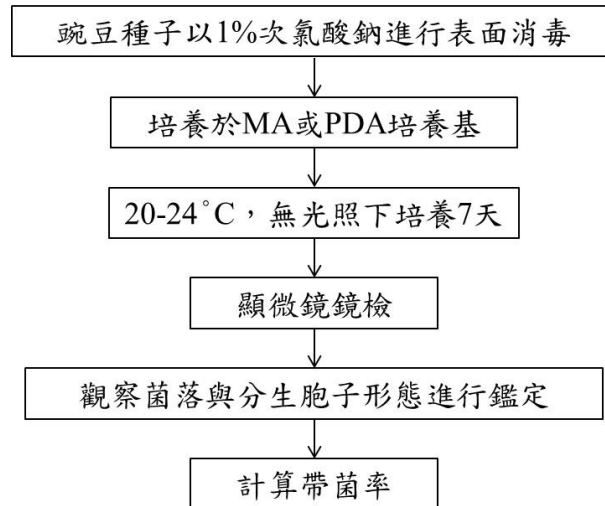 豌豆種子以1%次氯酸鈉進行表面消毒
培養於MA或PDA培養基
20-24°C，無光照下培養7天
顯微鏡鏡檢
觀察菌落與分生胞子形態進行鑑定
計算帶菌率